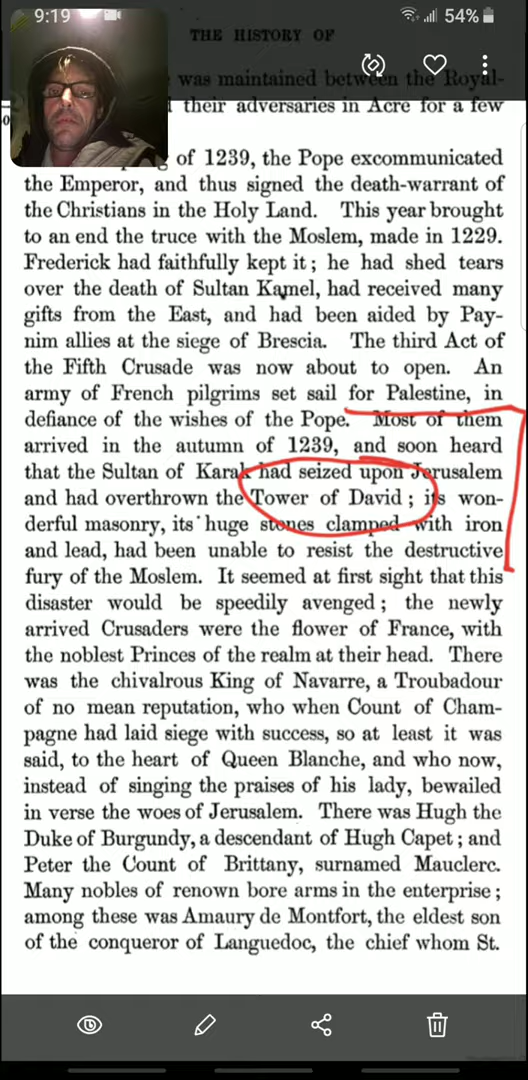 9:19
54%
THE HISTORY OF
was maintained between the Royal-
their adversaries in Acre for a few
of 1239, the Pope excommunicated
the Emperor, and thus signed the death-warrant of
the Christians in the Holy Land. This year brought
to an end the truce with the Moslem, made in 1229.
Frederick had faithfully kept it; he had shed tears
over the death of Sultan Kamel, had received many
gifts from the East, and had been aided by Pay-
nim allies at the siege of Brescia. The third Act of
the Fifth Crusade was now about to open. An
army of French pilgrims set sail for Palestine, in
defiance of the wishes of the Pope. Most of them
arrived in the autumn of 1239, and soon heard
that the Sultan of Karak had seized upon Jerusalem
and had overthrown the Tower of David; its won-
derful masonry, its huge stones clamped with iron
and lead, had been unable to resist the destructive
fury of the Moslem. It seemed at first sight that this
disaster would be speedily avenged; the newly
arrived Crusaders were the flower of France, with
the noblest Princes of the realm at their head. There
was the chivalrous King of Navarre, a Troubadour
of no mean reputation, who when Count of Cham-
pagne had laid siege with success, so at least it was
said, to the heart of Queen Blanche, and who now,
instead of singing the praises of his lady, bewailed
in verse the woes of Jerusalem. There was Hugh the
Duke of Burgundy, a descendant of Hugh Capet; and
Peter the Count of Brittany, surnamed Mauclerc.
Many nobles of renown bore arms in the enterprise;
among these was Amaury de Montfort, the eldest son
of the conqueror of Languedoc, the chief whom St.